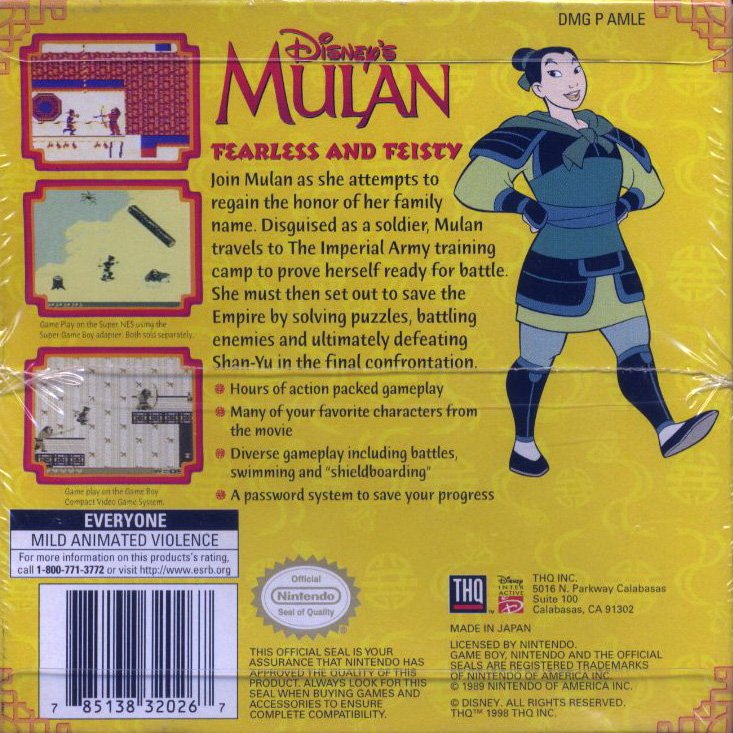 DMG P AMLE
Disney's
MULAN
FEARLESS AND FEISTY
Join Mulan as she attempts to
regain the honor of her family
name. Disguised as a soldier, Mulan
travels to The Imperial Army training
camp to prove herself ready for battle.
She must then set out to save the
Empire by solving puzzles, battling
enemies and ultimately defeating
Shan-Yu in the final confrontation.
Hours of action packed gameplay
Many of your favorite characters from
the movie
Diverse gameplay including battles,
swimming and "shieldboarding"
A password system to save your progress
Game Play on the Super NES using the
Super Game Boy adapter. Both sold separately.
Game play on the Game Boy
Compact Video Game System.
EVERYONE
MILD ANIMATED VIOLENCE
For more information on this products's rating,
call 1-800-771-3772 or visit http://www.esrb.org
7 85138 32026 7
Official
Nintendo
Seal of Quality
THIS OFFICIAL SEAL IS YOUR
ASSURANCE THAT NINTENDO HAS
APPROVED THE QUALITY OF THIS
PRODUCT. ALWAYS LOOK FOR THIS
SEAL WHEN BUYING GAMES AND
ACCESSORIES TO ENSURE
COMPLETE COMPATIBILITY.
THQ
Disney
INTER
ACTIVE
THQ INC.
5016 N. Parkway Calabasas
Suite 100
Calabasas, CA 91302
MADE IN JAPAN
LICENSED BY NINTENDO.
GAME BOY, NINTENDO AND THE OFFICIAL
SEALS ARE REGISTERED TRADEMARKS
OF NINTENDO OF AMERICA INC.
© 1989 NINTENDO OF AMERICA INC.
© DISNEY. ALL RIGHTS RESERVED.
THQ™ 1998 THQ INC.